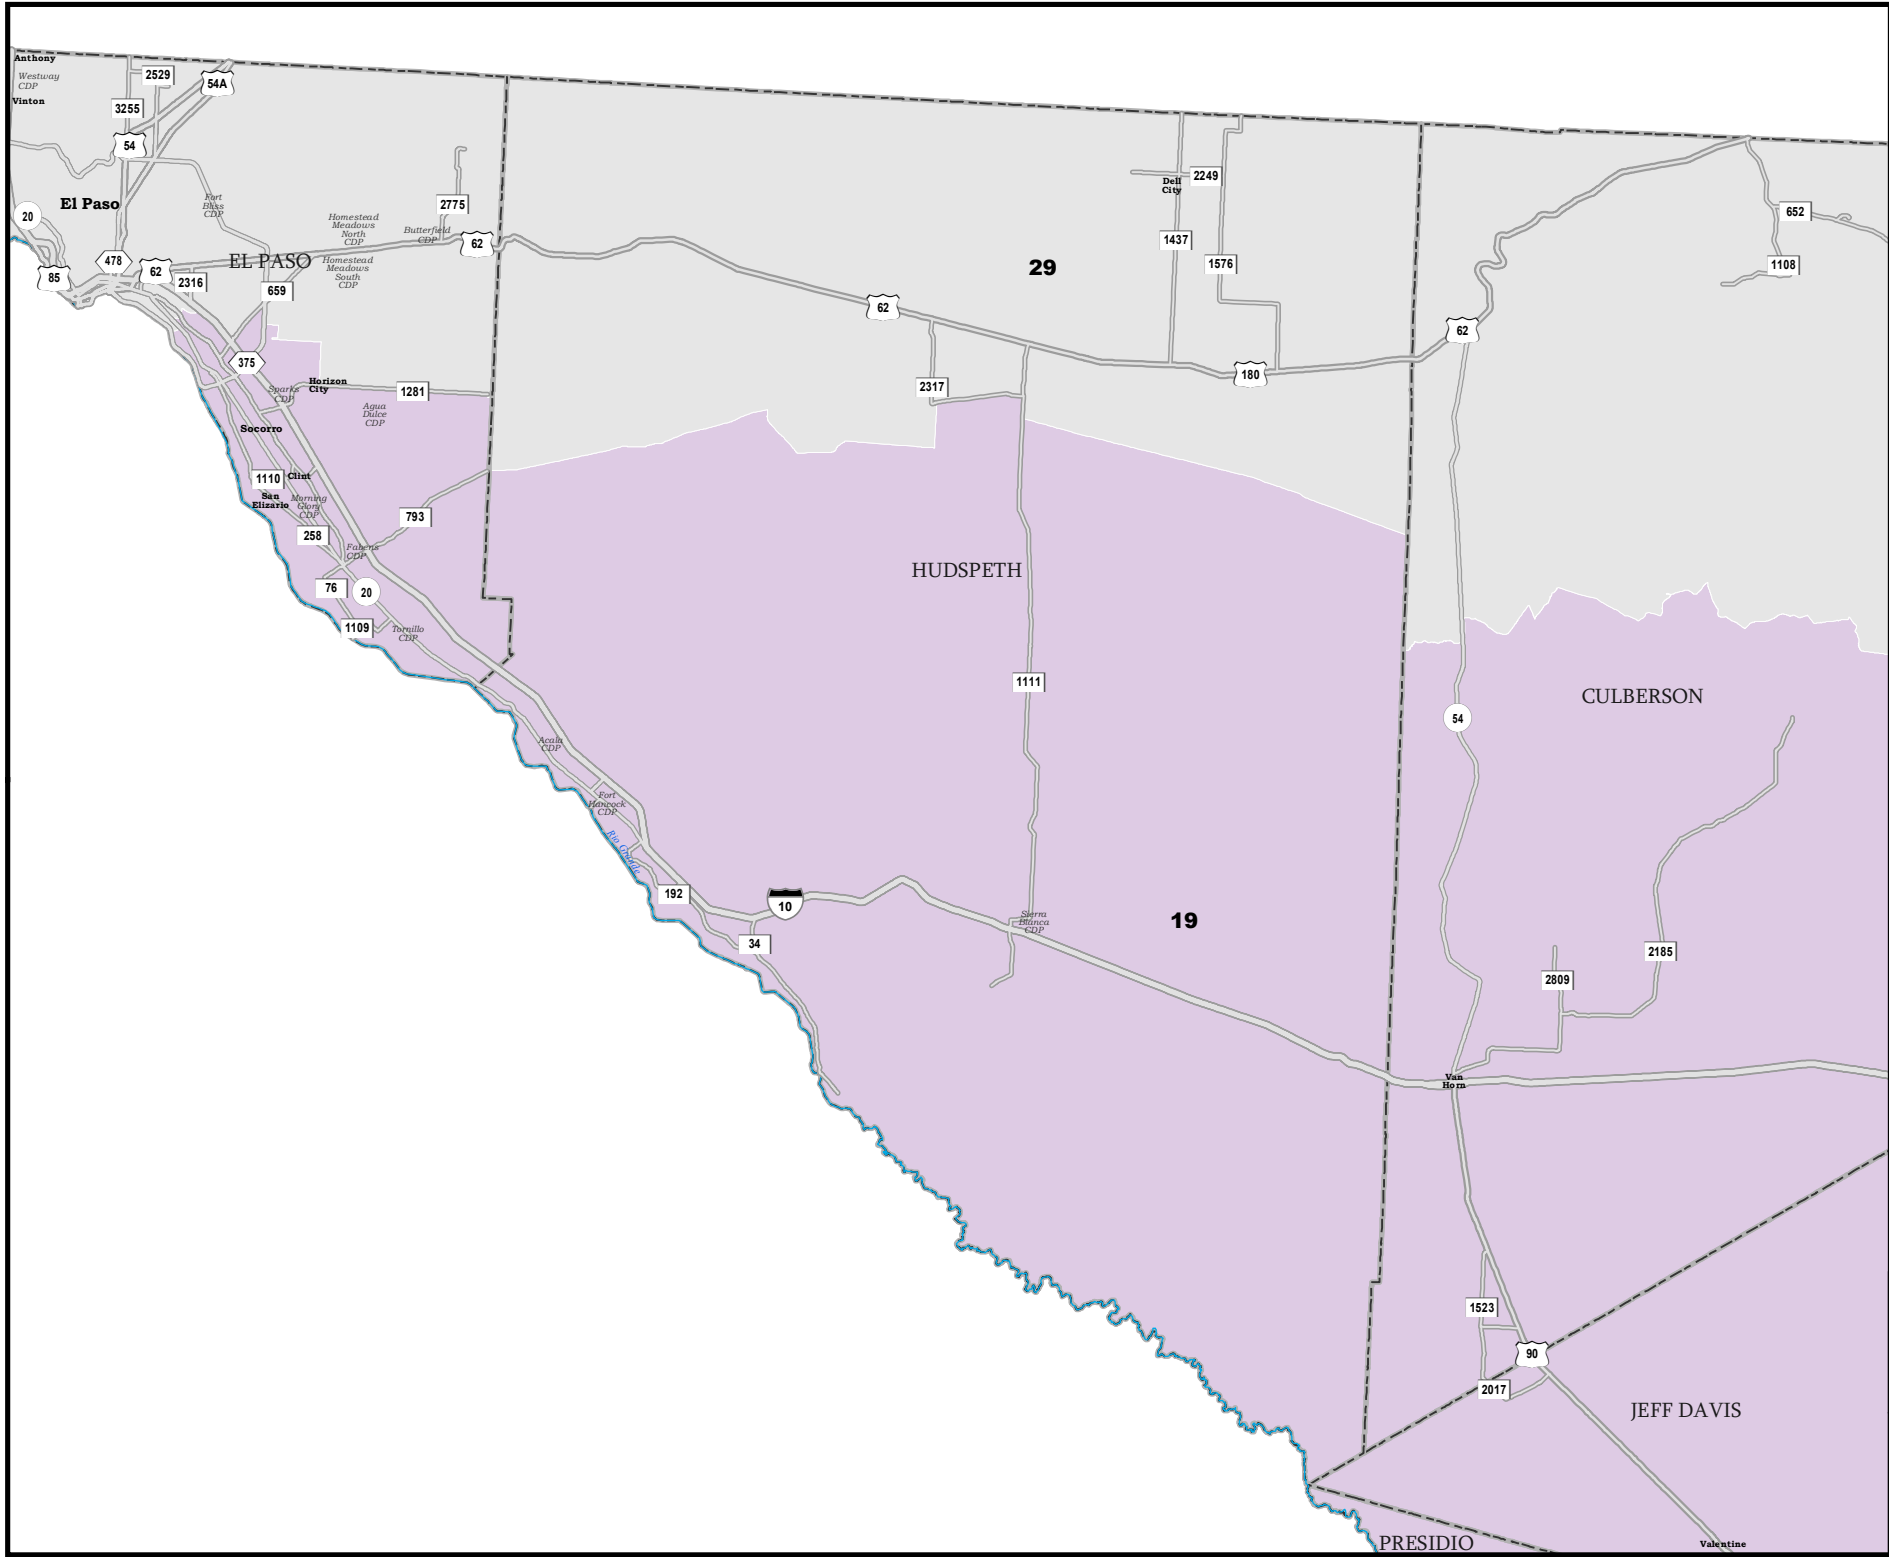 Anthony
Westway
CDP
Vinton
2529
54A
3255
54
El Paso
20
Fort
Bliss
CDP
2775
Homestead
Meadows
North
CDP
Butterfield
CDP
62
478
85
62
2316
EL PASO
659
Homestead
Meadows
South
CDP
29
Dell
City
2249
1437
1576
652
1108
62
62
180
375
Horizon
City
1281
Sparks
CDP
Agua
Dulce
CDP
2317
Socorro
1110
Clint
San
Elizario
Morning
Glory
CDP
793
258
Fabens
CDP
76
20
1109
Tornillo
CDP
HUDSPETH
1111
CULBERSON
54
Acala
CDP
Fort
Hancock
CDP
Rio Grande
192
10
34
Sierra
Blanca
CDP
19
2185
2809
Van
Horn
1523
90
2017
JEFF DAVIS
PRESIDIO
Valentine